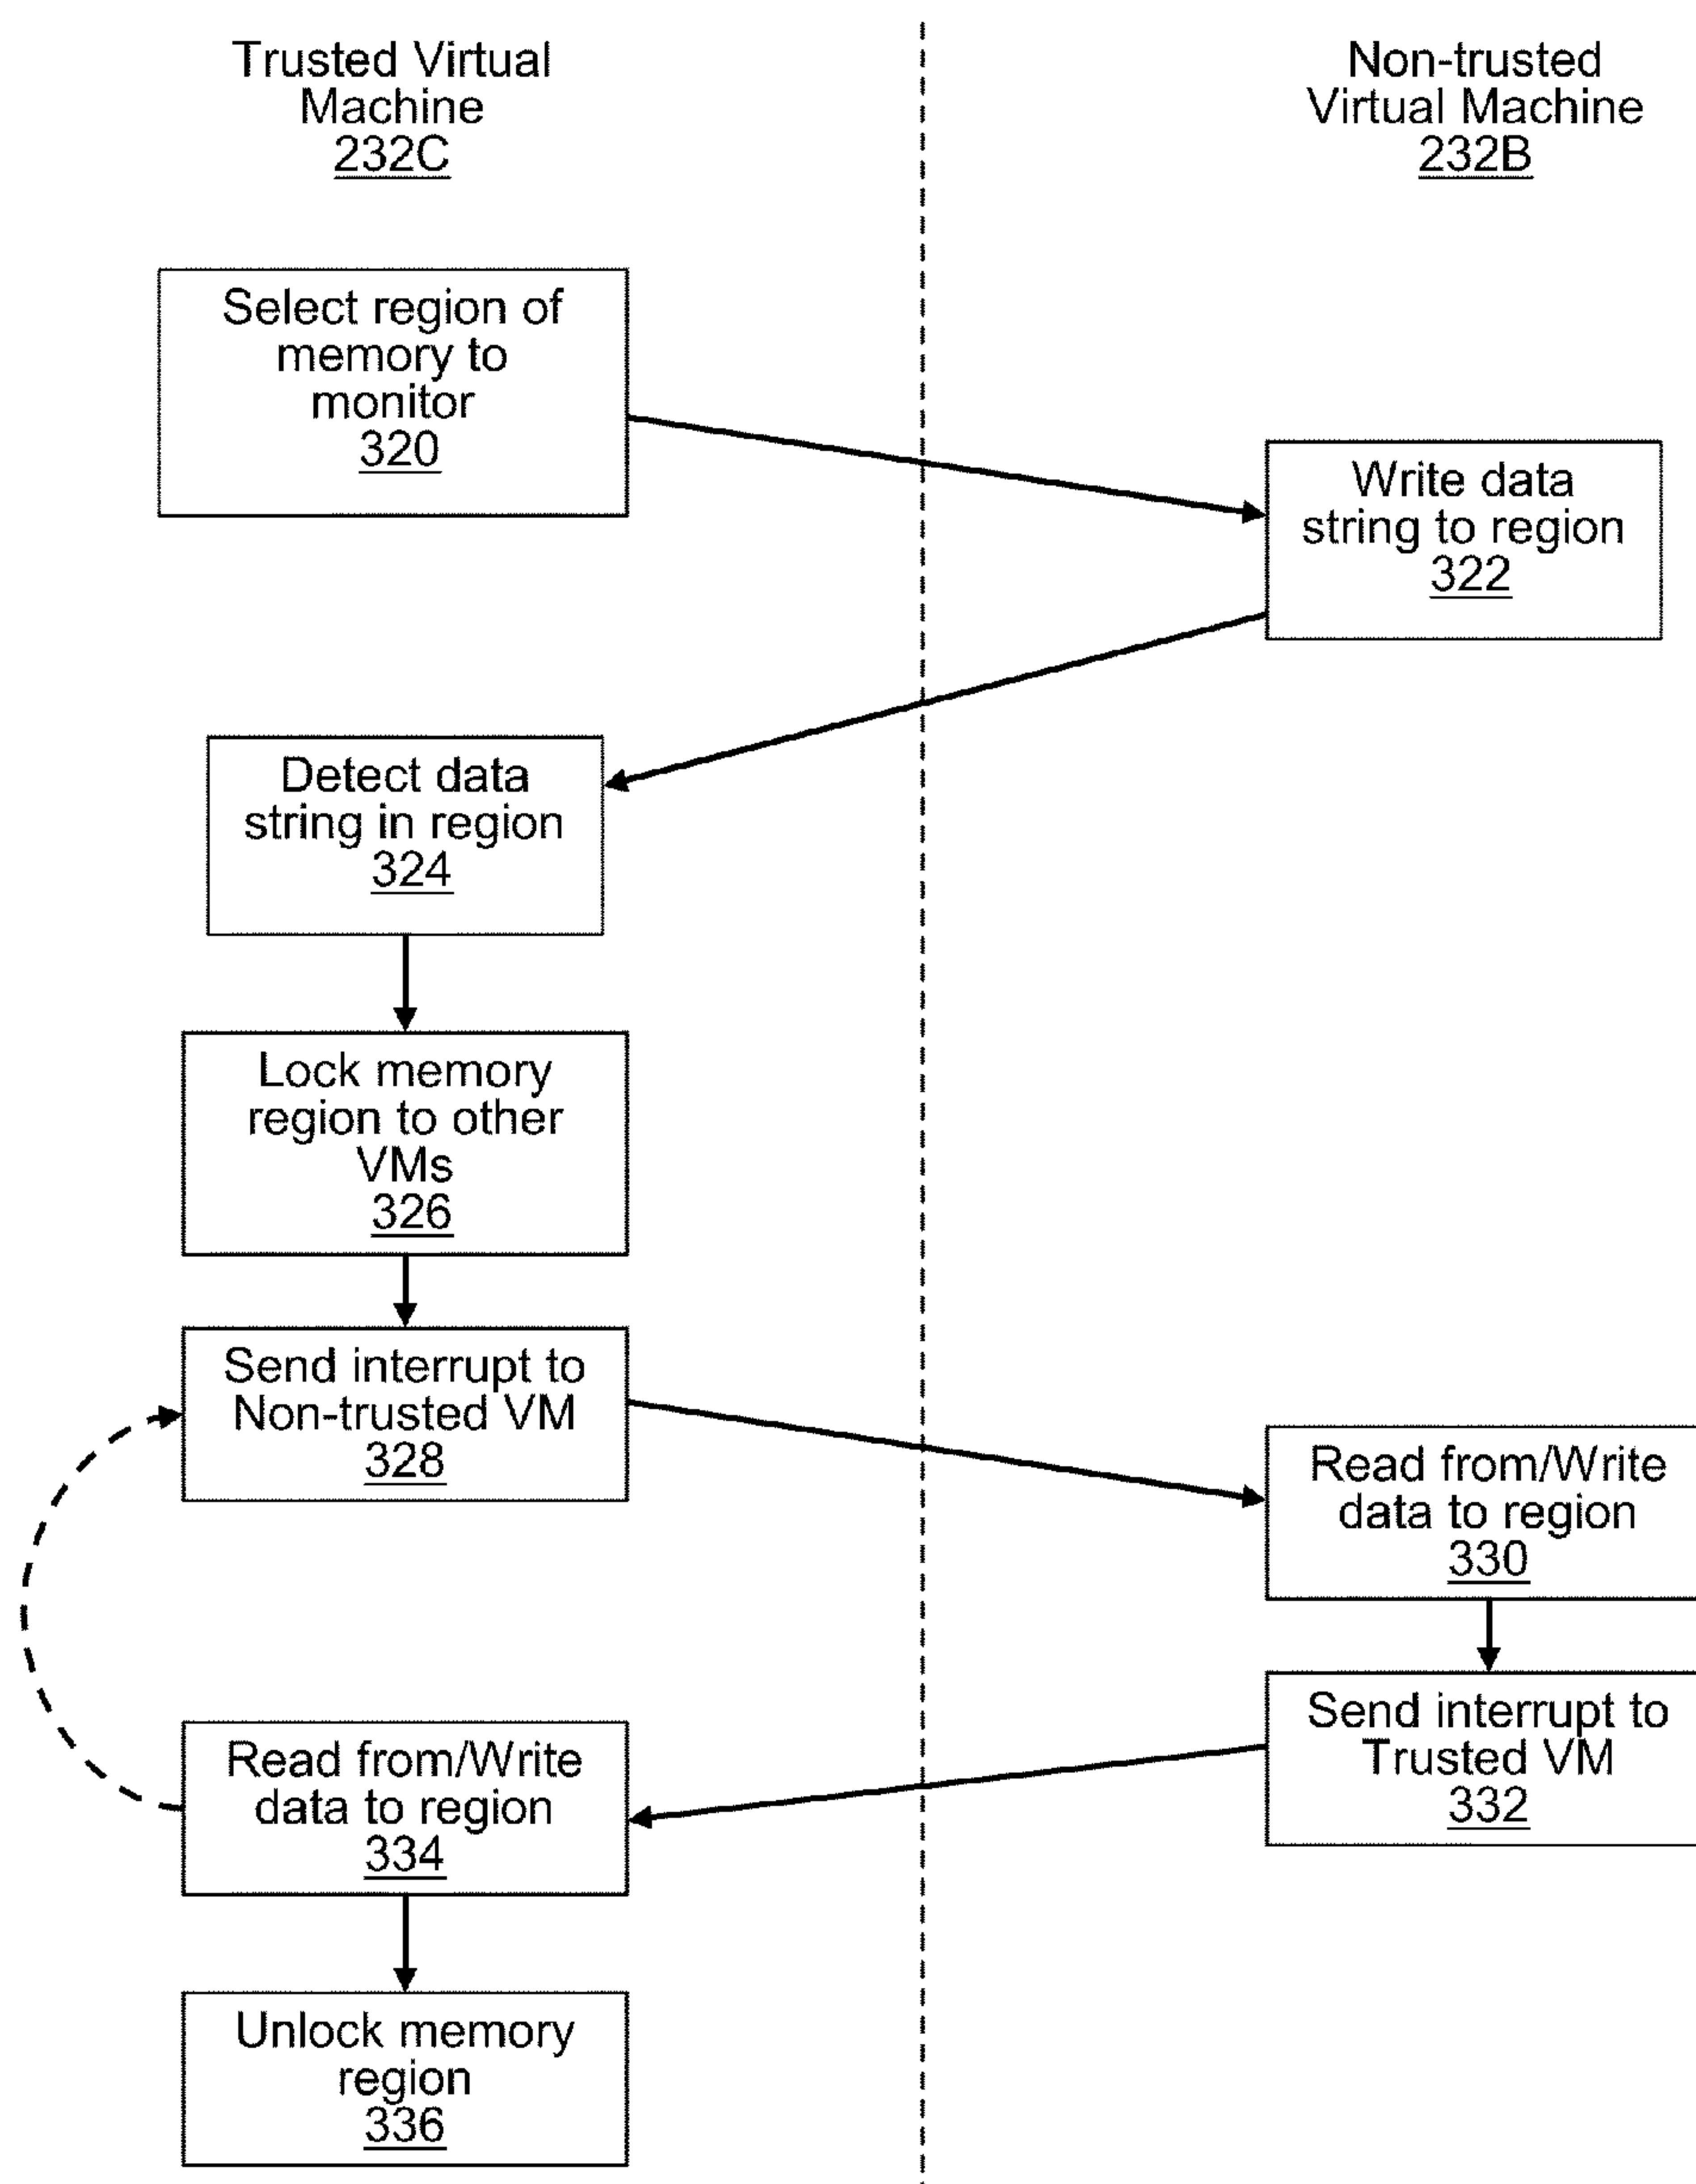 Trusted Virtual
Machine
232C
Non-trusted
Virtual Machine
232B
Select region of
memory to
monitor
320
Write data
string to region
322
Detect data
string in region
324
Lock memory
region to other
VMs
326
Send interrupt to
Non-trusted VM
328
Read from/Write
data to region
330
Send interrupt to
Trusted VM
332
Read from/Write
data to region
334
Unlock memory
region
336